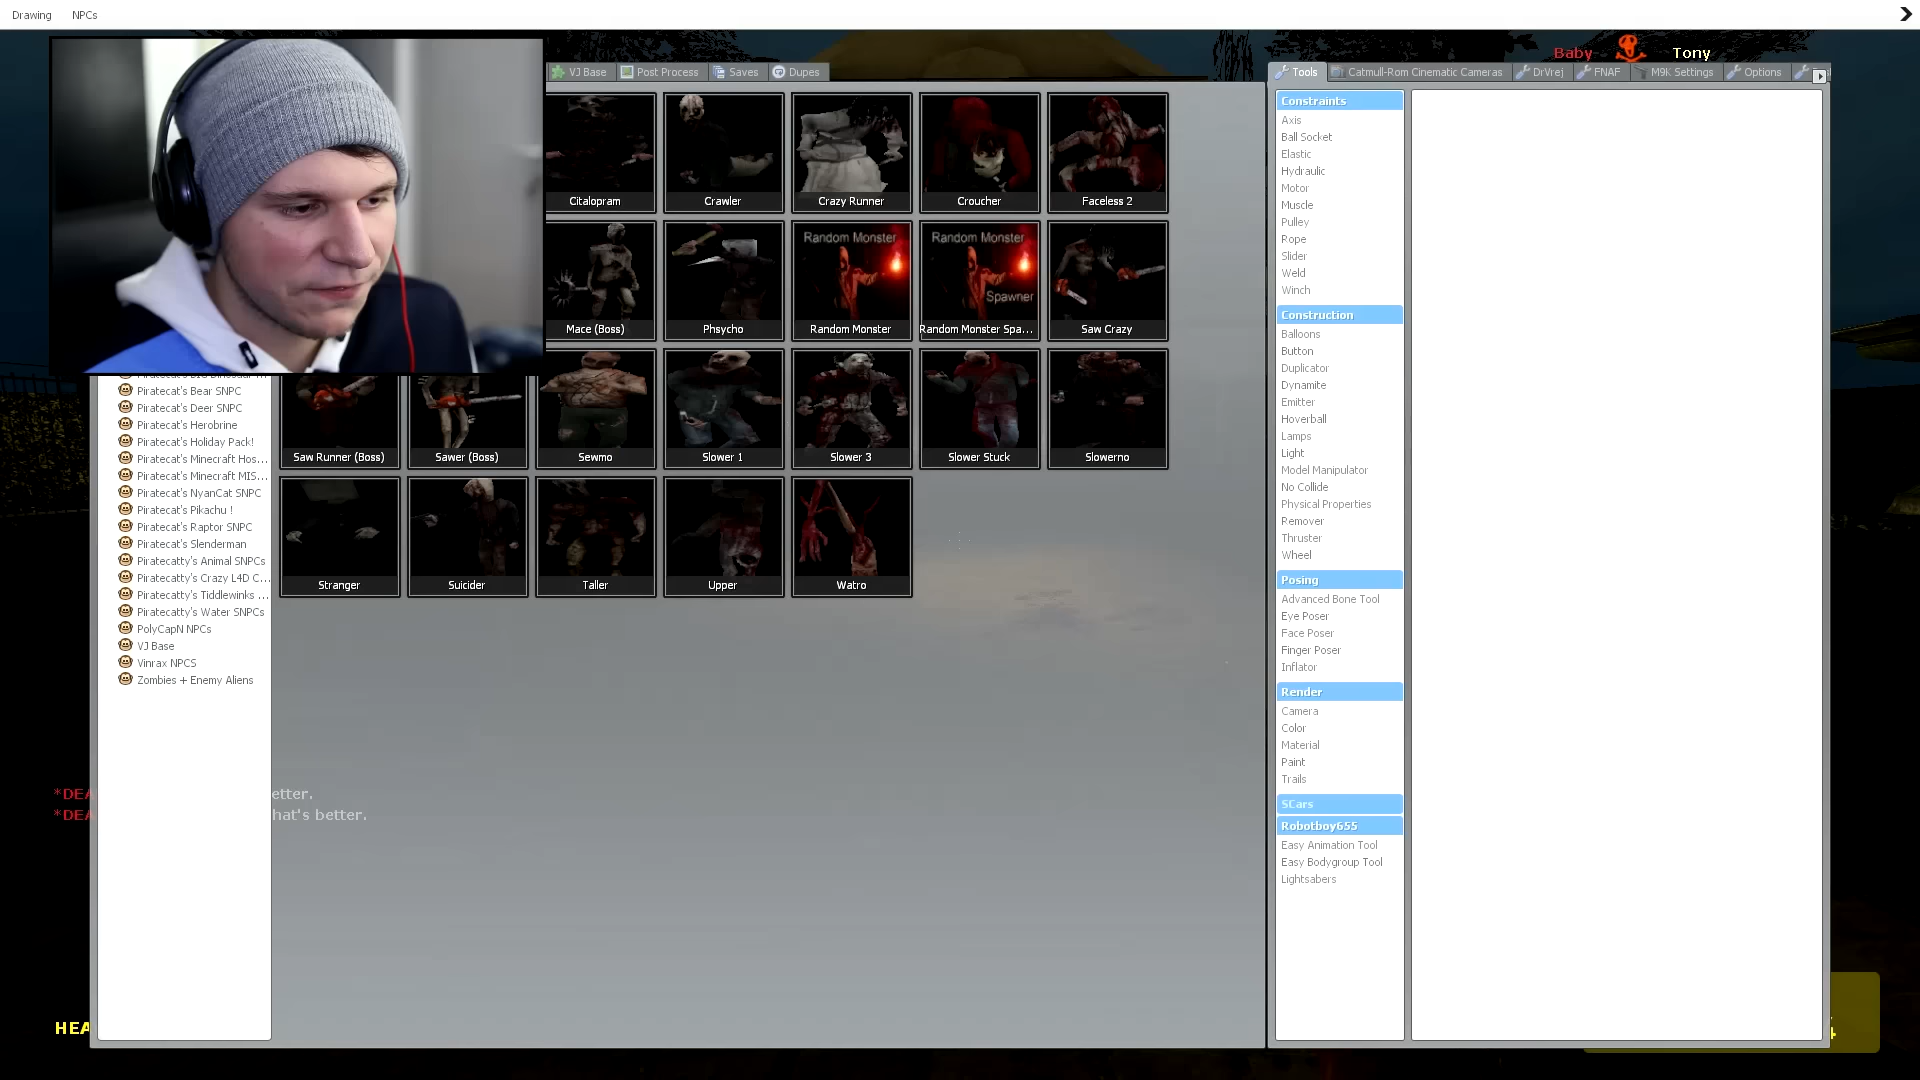 Drawing NPCs
Baby Tony
VJ Base Post Process Saves Dupes
Tools Catmull-Rom Cinematic Cameras DrVrej FNAF M9K Settings Options
Citalopram Crawler Crazy Runner Croucher Faceless 2
Random Monster
Random Monster
Spawner
Mace (Boss) Phsycho Random Monster Random Monster Spa... Saw Crazy
Saw Runner (Boss) Sawer (Boss) Sewmo Slower 1 Slower 3 Slower Stuck Slowerno
Stranger Suicider Taller Upper Watro
Piratecat's Bear SNPC
Piratecat's Deer SNPC
Piratecat's Herobrine
Piratecat's Holiday Pack!
Piratecat's Minecraft Hos...
Piratecat's Minecraft MIS...
Piratecat's NyanCat SNPC
Piratecat's Pikachu !
Piratecat's Raptor SNPC
Piratecat's Slenderman
Piratecatty's Animal SNPCs
Piratecatty's Crazy L4D C...
Piratecatty's Tiddlewinks ...
Piratecatty's Water SNPCs
PolyCapN NPCs
VJ Base
Vinrax NPCS
Zombies + Enemy Aliens
*DEA etter.
*DEA hat's better.
HEA
Constraints
Axis
Ball Socket
Elastic
Hydraulic
Motor
Muscle
Pulley
Rope
Slider
Weld
Winch
Construction
Balloons
Button
Duplicator
Dynamite
Emitter
Hoverball
Lamps
Light
Model Manipulator
No Collide
Physical Properties
Remover
Thruster
Wheel
Posing
Advanced Bone Tool
Eye Poser
Face Poser
Finger Poser
Inflator
Render
Camera
Color
Material
Paint
Trails
SCars
Robotboy655
Easy Animation Tool
Easy Bodygroup Tool
Lightsabers